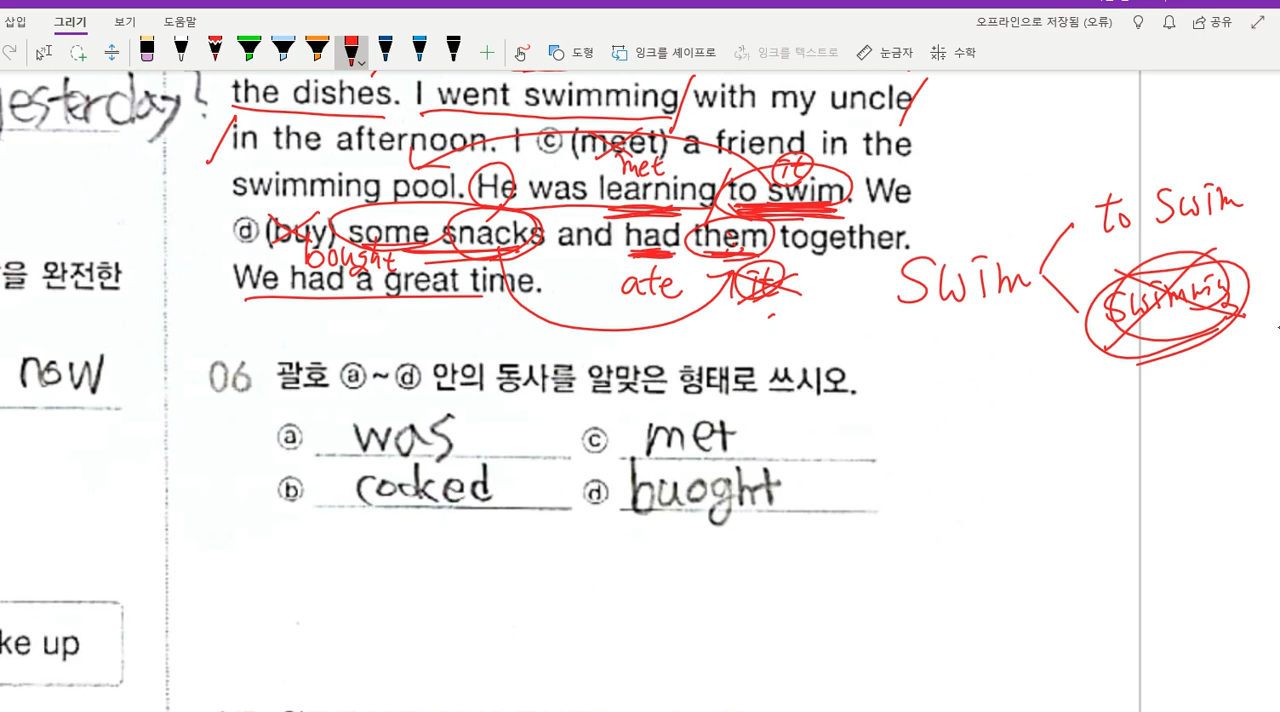 삽입 그리기 보기 도움말 오프라인으로 저장됨 (오류) 공유
도형 잉크를 셰이프로 잉크를 텍스트로 눈금자 수학
esterday?
the dishes. I went swimming with my uncle
in the afternoon. I ⓒ (meet) a friend in the
met
it
swimming pool. He was learning to swim. We
ⓓ (buy) some snacks and had them together.
bought
We had a great time.
ate it
swim
to swim
swimming
을 완전한
now
06 괄호 ⓐ~ⓓ 안의 동사를 알맞은 형태로 쓰시오.
ⓐ was ⓒ met
ⓑ cocked ⓓ buoght
ke up